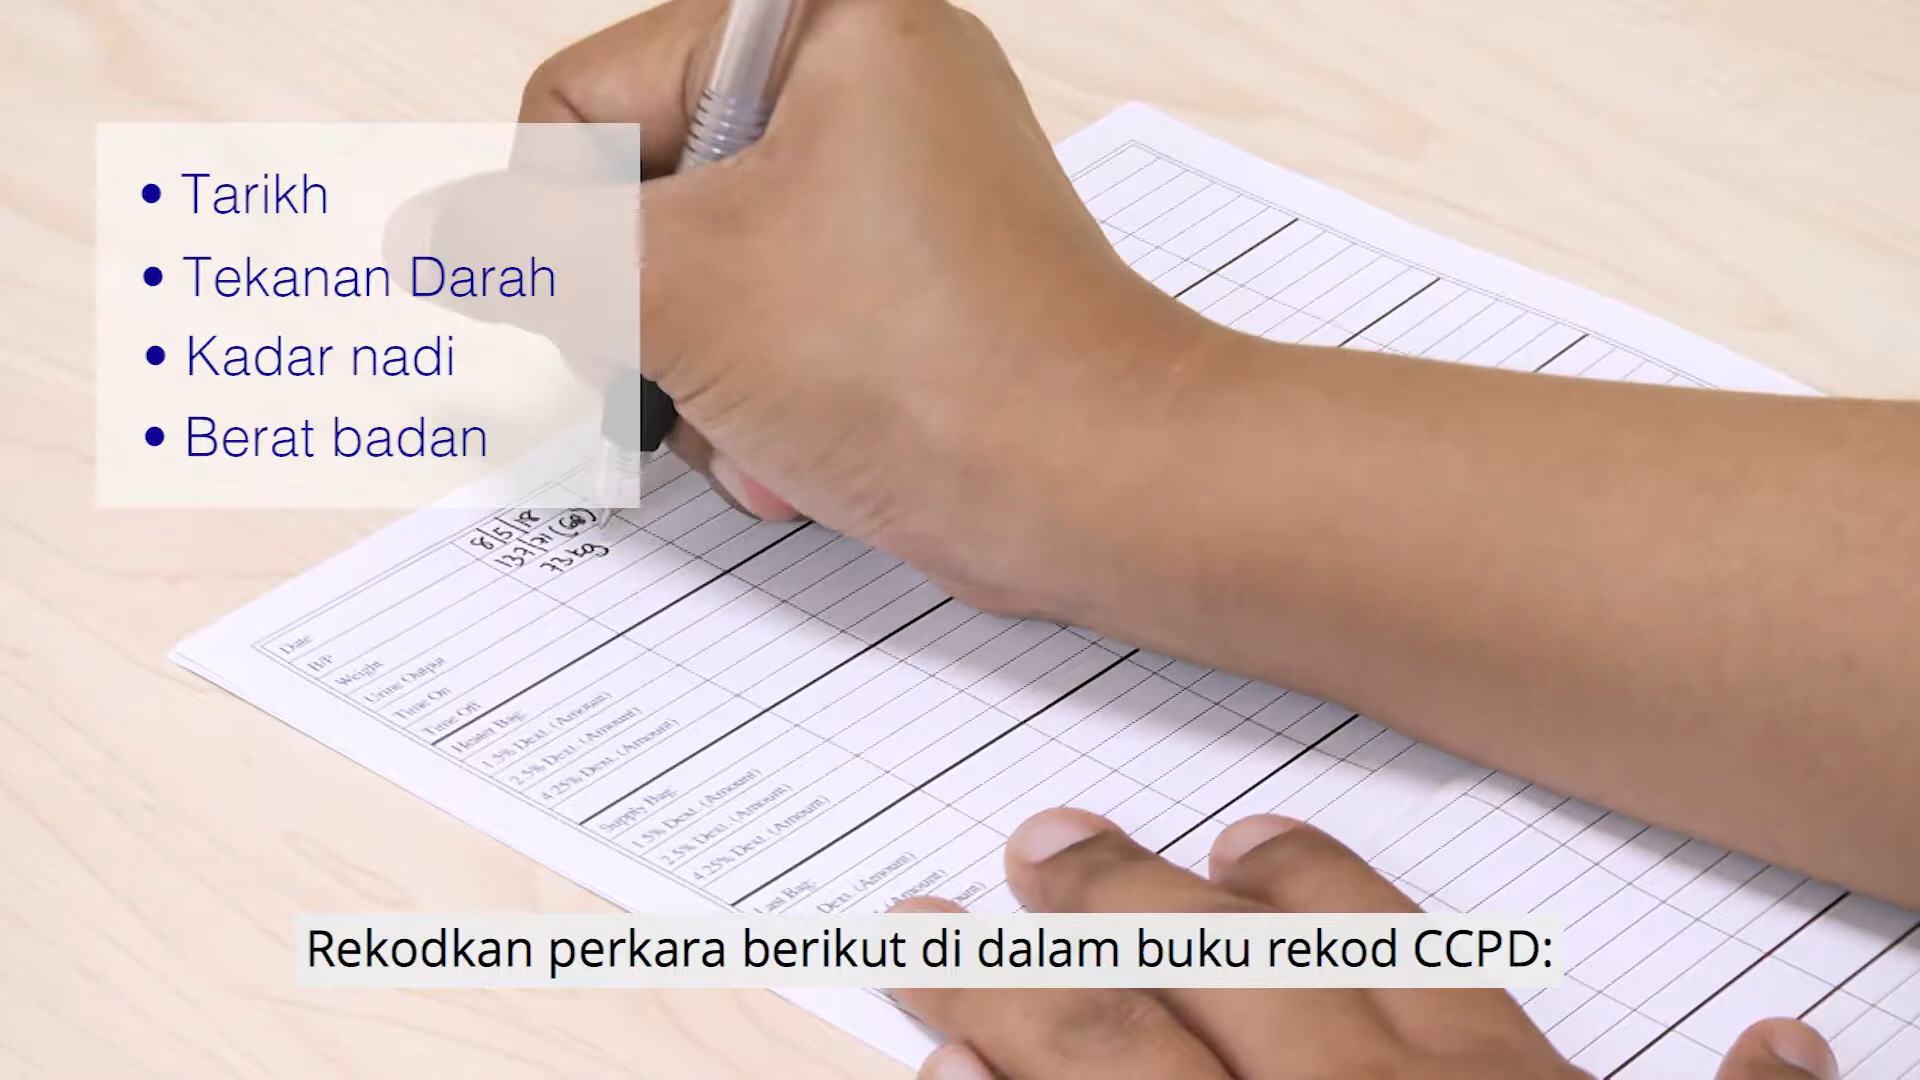 • Tarikh
• Tekanan Darah
• Kadar nadi
• Berat badan
8|5|18
137/71 (68)
73 kg
Date
B/P
Weight
Urine Output
Time On
Time Off
Heater Bag:
1.5% Dext. (Amount)
2.5% Dext. (Amount)
4.25% Dext. (Amount)
Supply Bag:
1.5% Dext. (Amount)
2.5% Dext. (Amount)
4.25% Dext. (Amount)
Last Bag:
Dext. (Amount)
(Amount)
Rekodkan perkara berikut di dalam buku rekod CCPD: